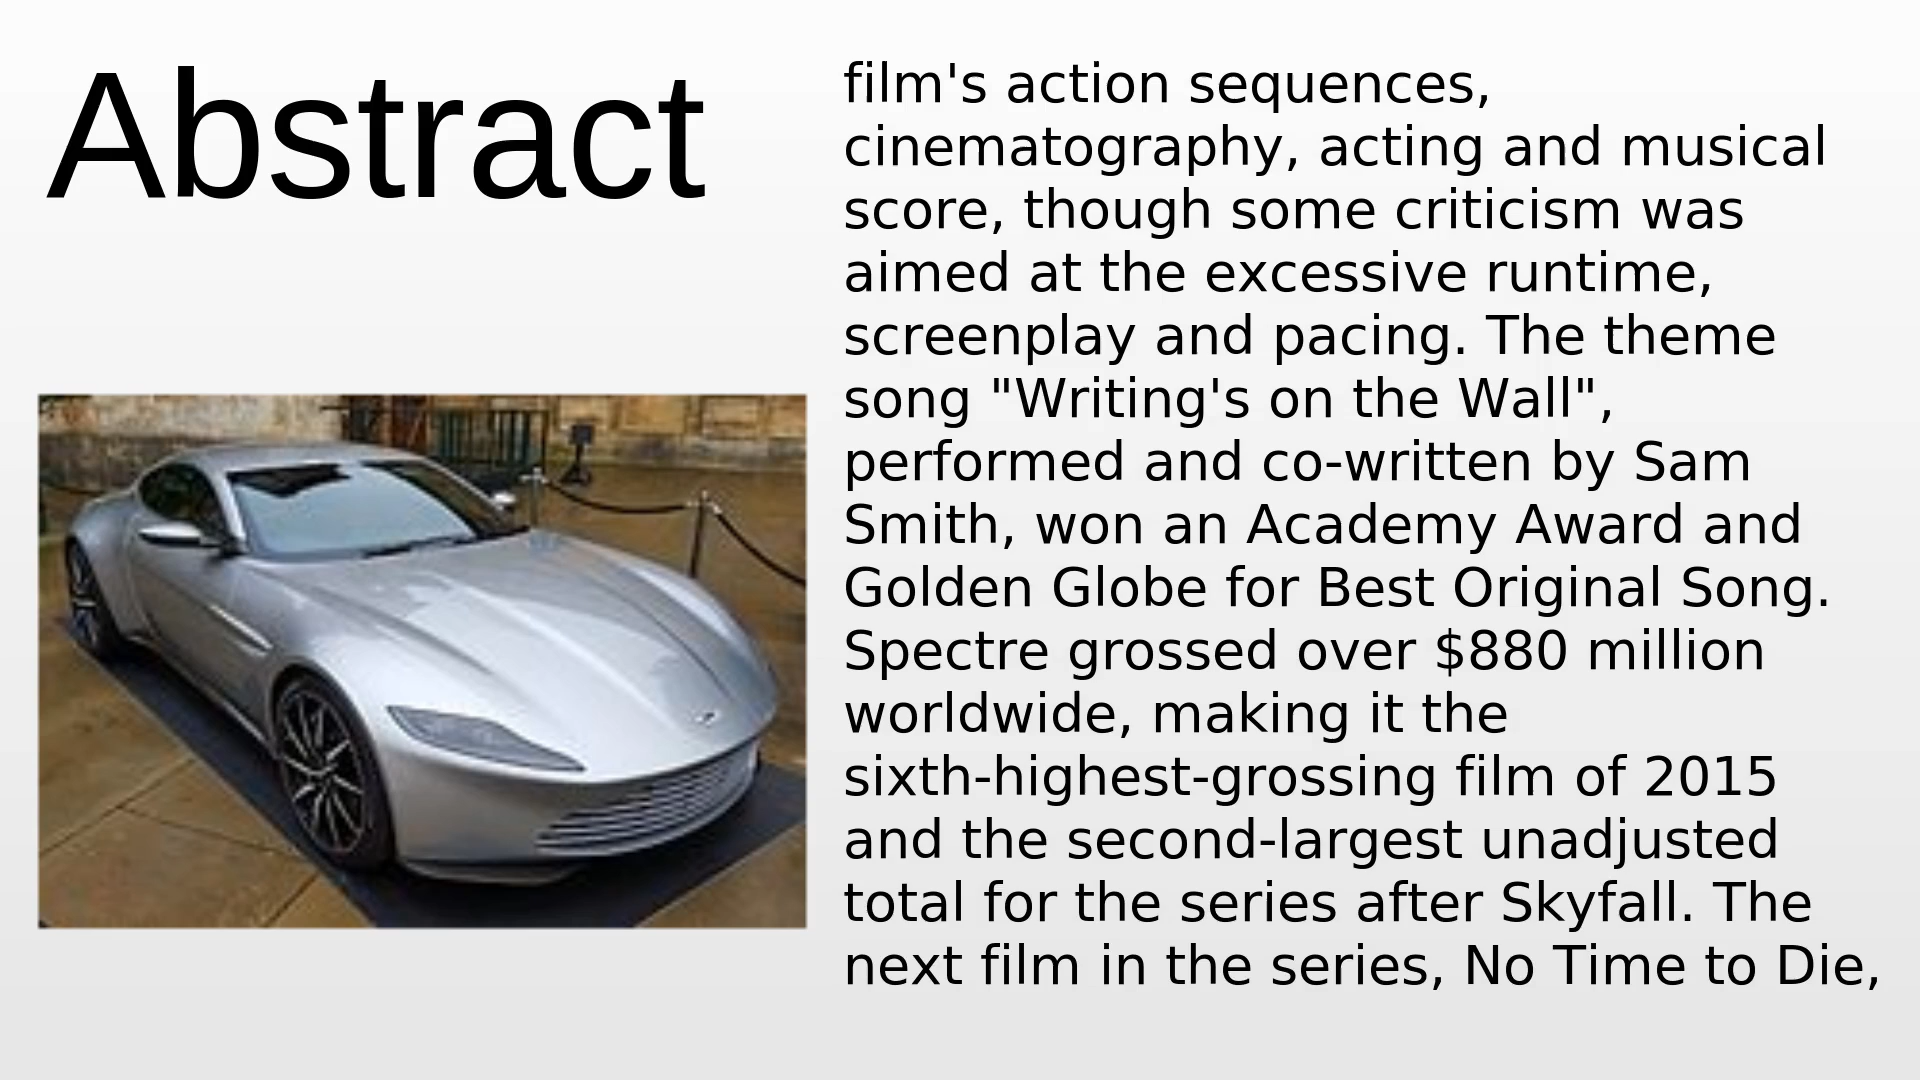 Abstract
film's action sequences,
cinematography, acting and musical
score, though some criticism was
aimed at the excessive runtime,
screenplay and pacing. The theme
song "Writing's on the Wall",
performed and co-written by Sam
Smith, won an Academy Award and
Golden Globe for Best Original Song.
Spectre grossed over $880 million
worldwide, making it the
sixth-highest-grossing film of 2015
and the second-largest unadjusted
total for the series after Skyfall. The
next film in the series, No Time to Die,